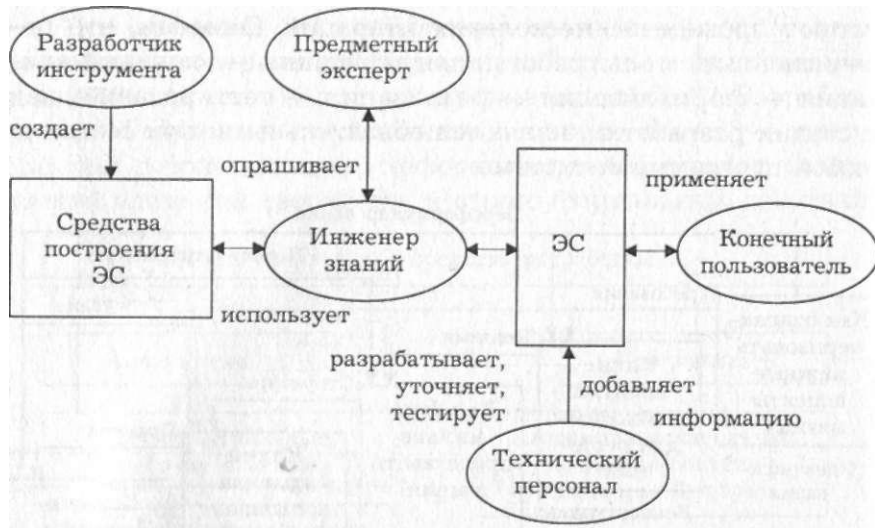 Разработчик
инструмента
Предметный
эксперт
создает
опрашивает
применяет
Средства
построения
ЭС
Инженер
знаний
ЭС
Конечный
пользователь
использует
разрабатывает,
уточняет,
тестирует
добавляет
информацию
Технический
персонал